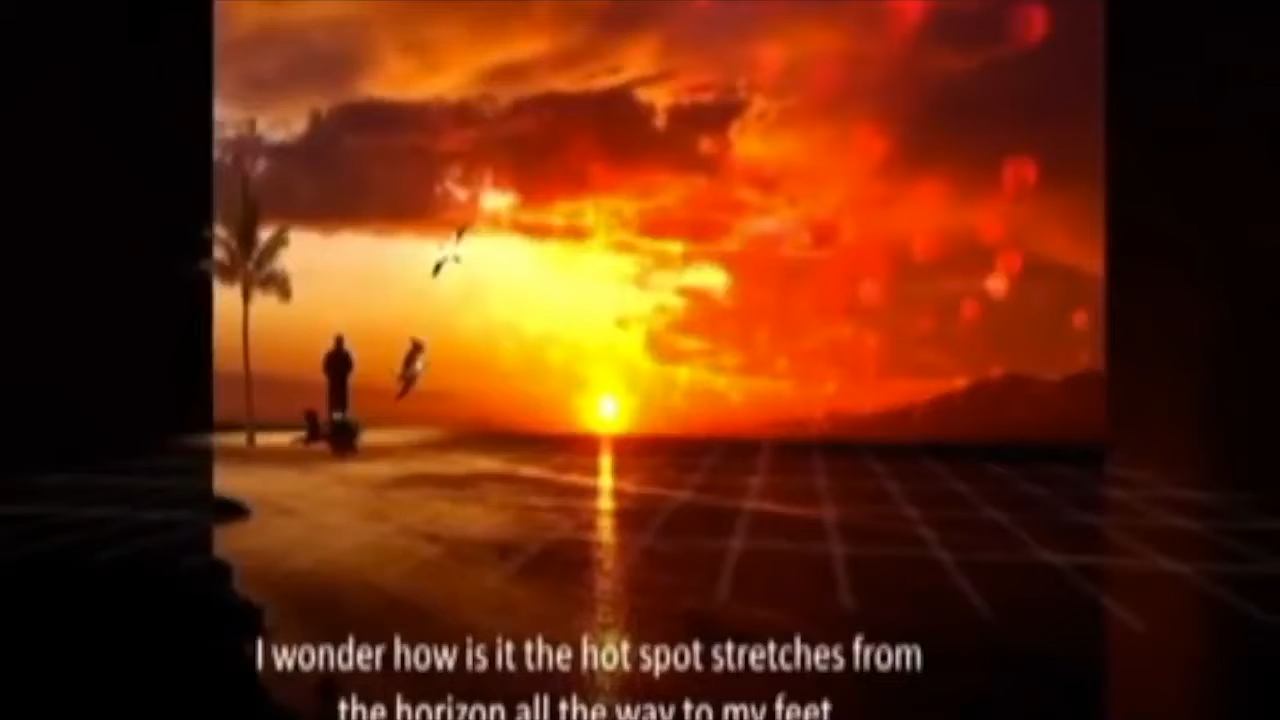 I wonder how is it the hot spot stretches from
the horizon all the way to my feet